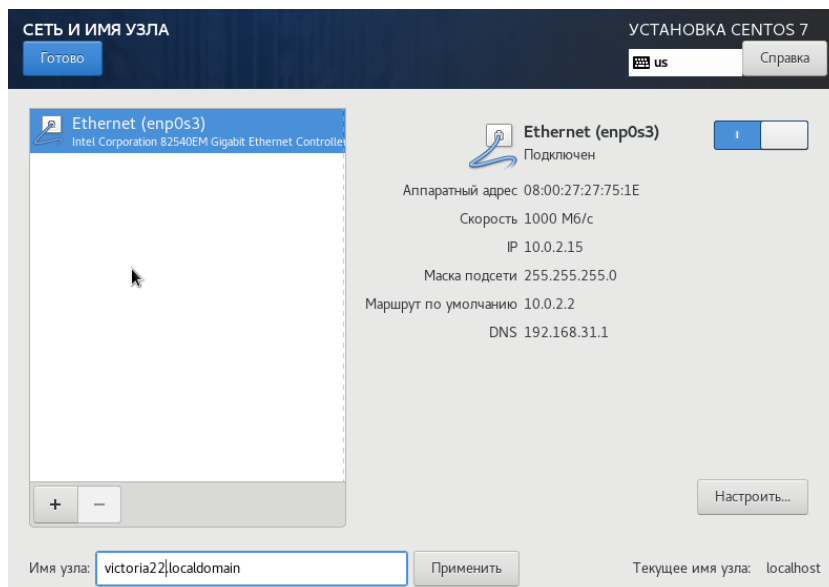 СЕТЬ И ИМЯ УЗЛА
УСТАНОВКА CENTOS 7
Готово
us
Справка
Ethernet (enp0s3)
Intel Corporation 82540EM Gigabit Ethernet Controller
Ethernet (enp0s3)
Подключен
Аппаратный адрес 08:00:27:27:75:1E
Скорость 1000 Мб/с
IP 10.0.2.15
Маска подсети 255.255.255.0
Маршрут по умолчанию 10.0.2.2
DNS 192.168.31.1
+ −
Настроить...
Имя узла: victoria22.localdomain Применить Текущее имя узла: localhost